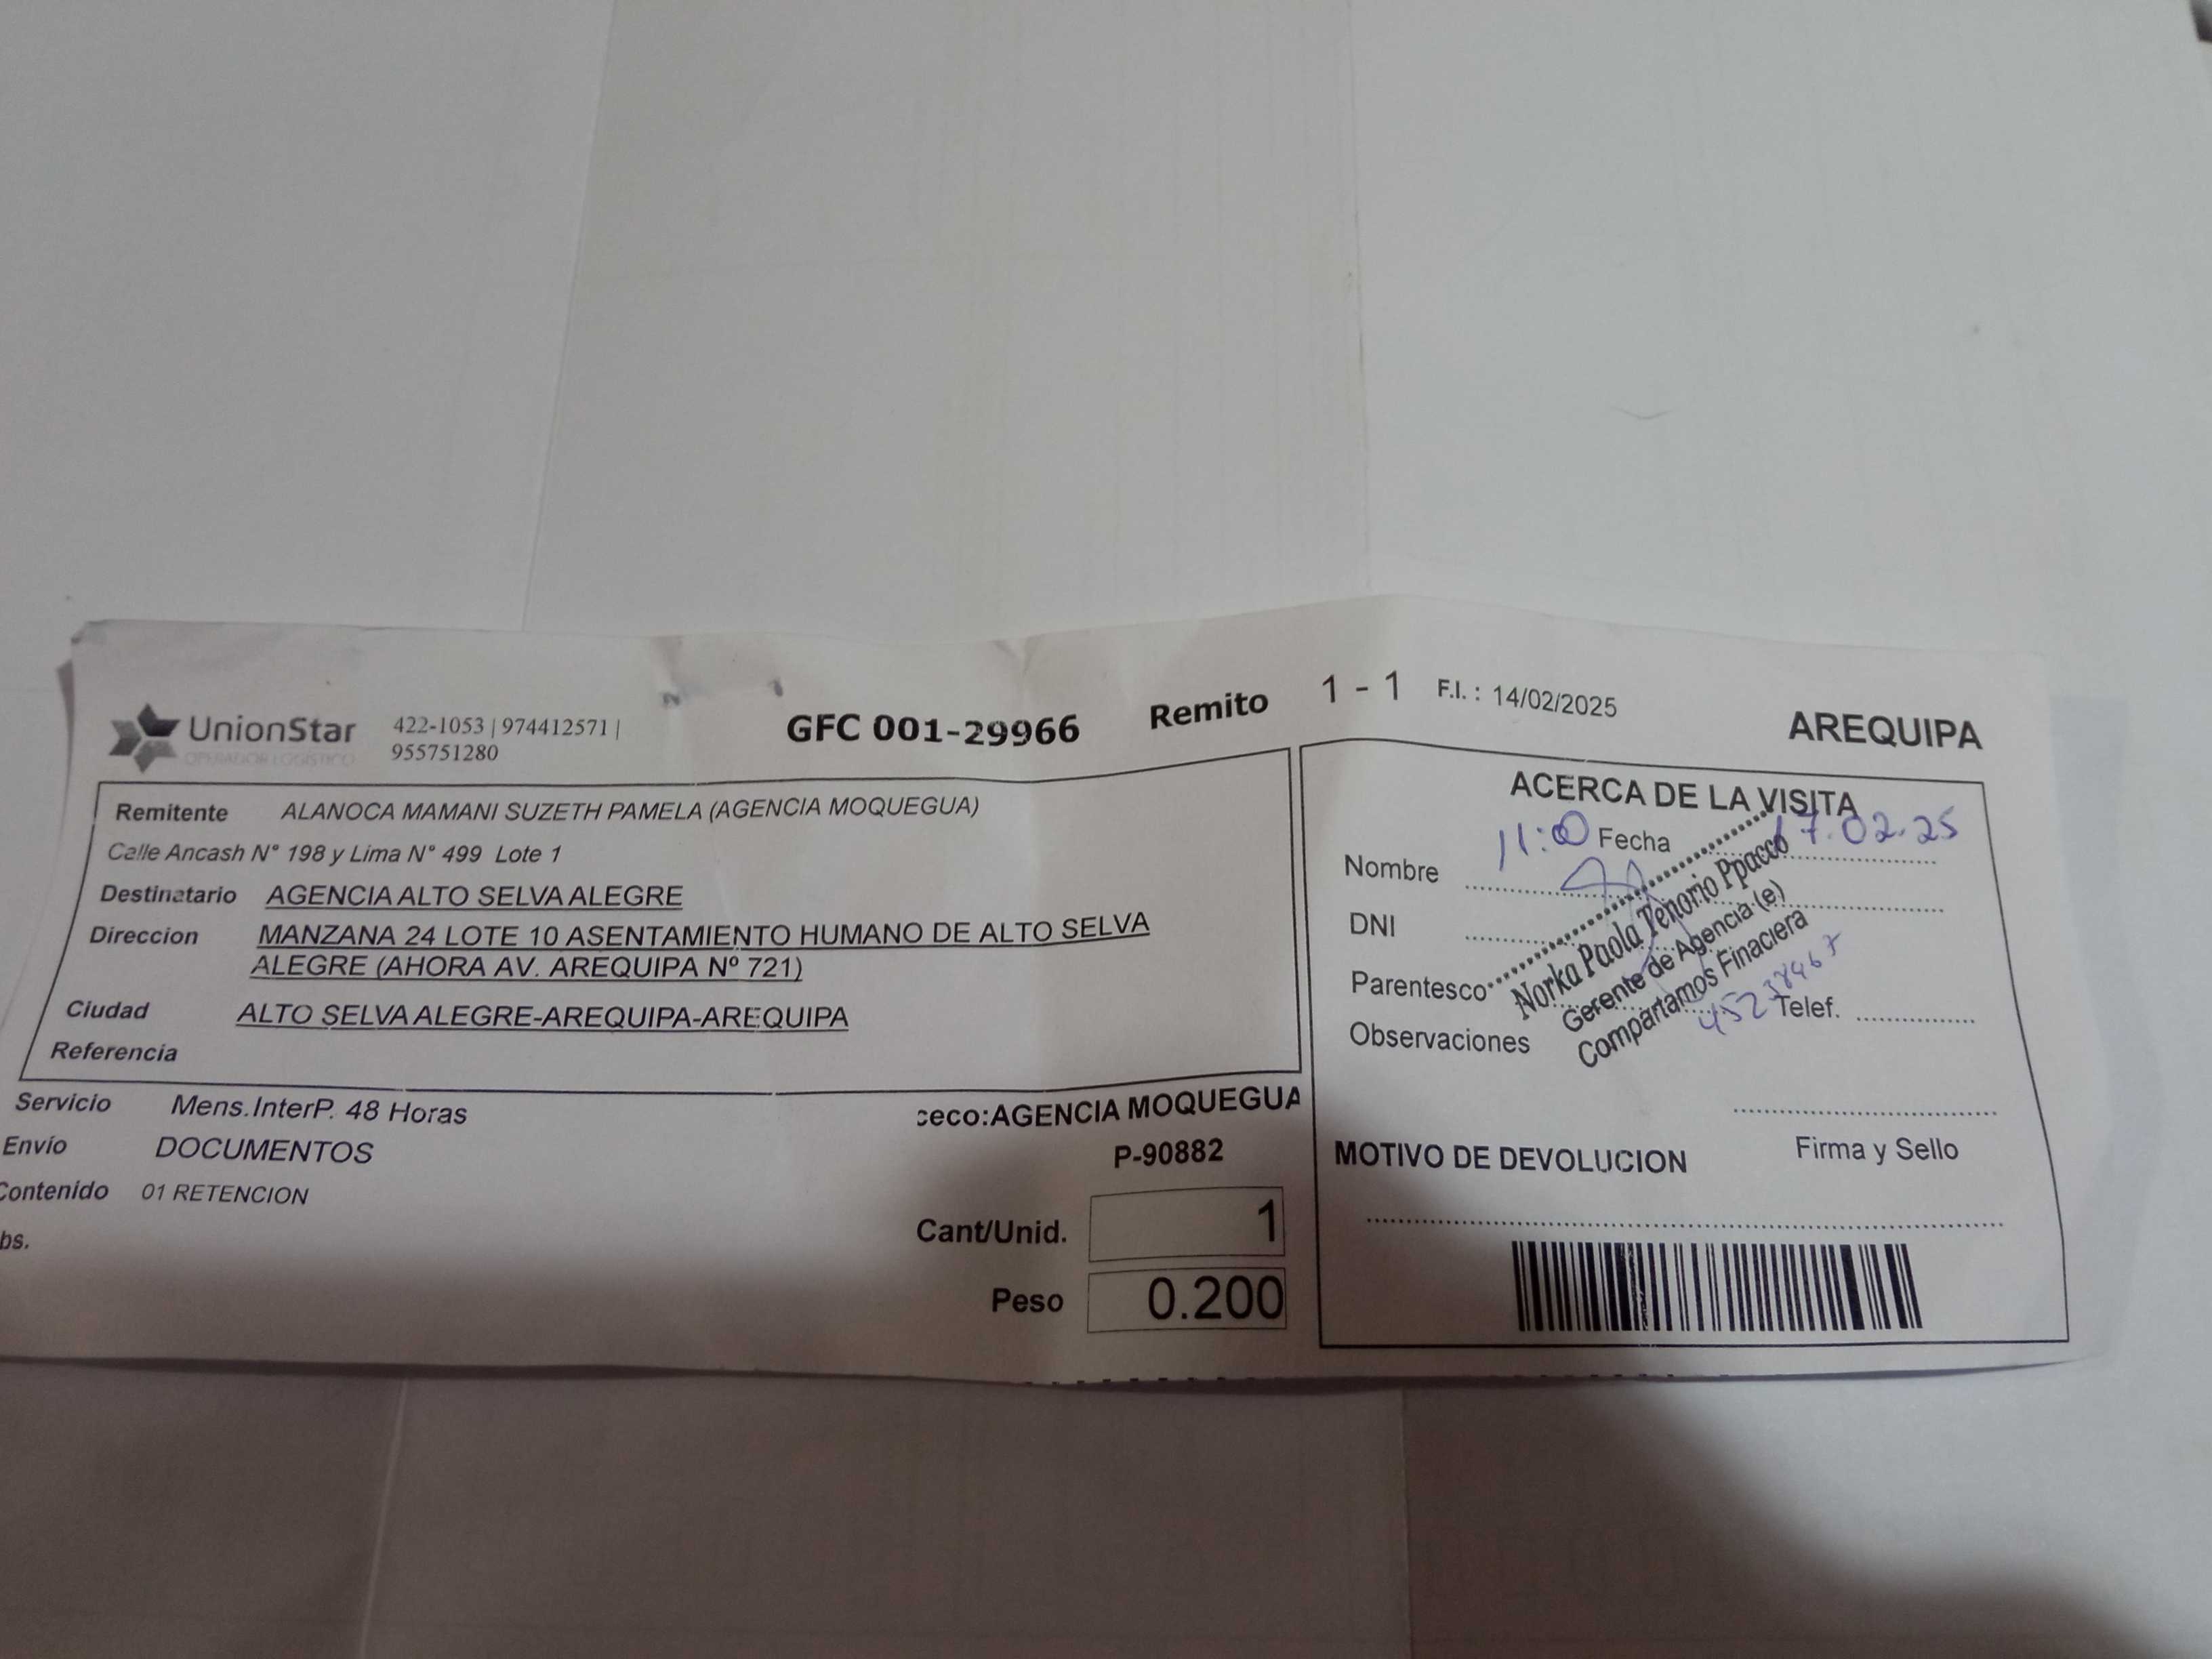 UnionStar
OPERADOR LOGISTICO
422-1053 | 974412571 |
955751280
GFC 001-29966
Remito 1 - 1
F.I. : 14/02/2025
AREQUIPA
Remitente ALANOCA MAMANI SUZETH PAMELA (AGENCIA MOQUEGUA)
Calle Ancash N° 198 y Lima N° 499 Lote 1
Destinatario AGENCIA ALTO SELVA ALEGRE
Direccion MANZANA 24 LOTE 10 ASENTAMIENTO HUMANO DE ALTO SELVA
ALEGRE (AHORA AV. AREQUIPA Nº 721)
Ciudad ALTO SELVA ALEGRE-AREQUIPA-AREQUIPA
Referencia
Servicio Mens.InterP. 48 Horas
Envío DOCUMENTOS
Contenido 01 RETENCION
bs.
ceco:AGENCIA MOQUEGUA
P-90882
Cant/Unid. 1
Peso 0.200
ACERCA DE LA VISITA
11:00 Fecha 17.02.25
Nombre
DNI
Parentesco
Observaciones
Telef.
Norka Paola Tenorio Ppacco
Gerente de Agencia (e)
Compartamos Finaciera
Firma y Sello
MOTIVO DE DEVOLUCION